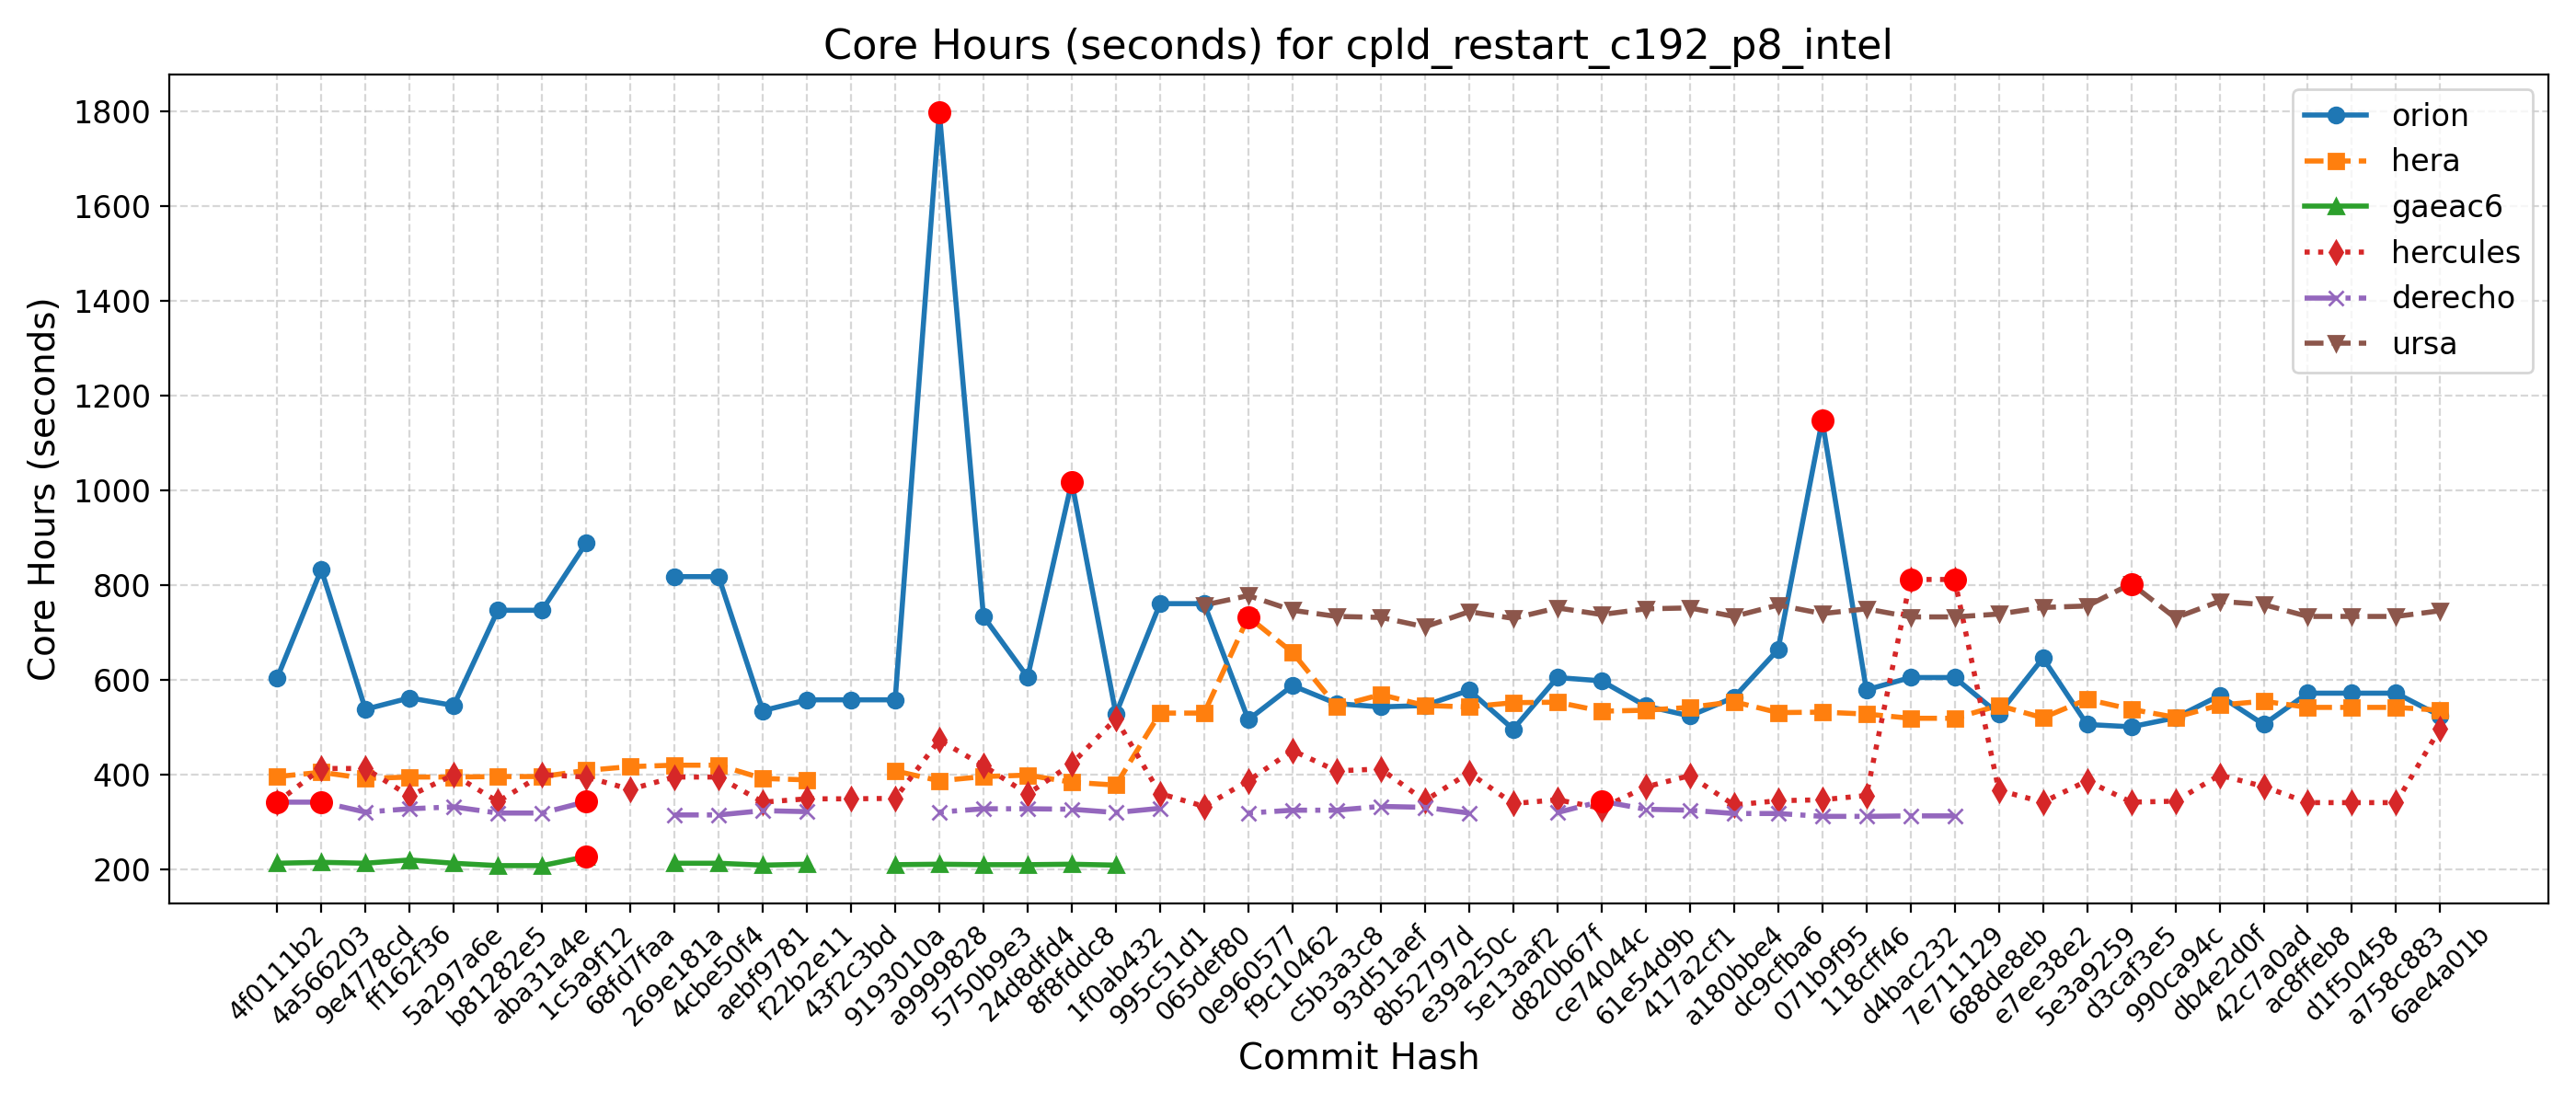 Core Hours (seconds) for cpld_restart_c192_p8_intel
Core Hours (seconds)
1800
1600
1400
1200
1000
800
600
400
200
orion
hera
gaeac6
hercules
derecho
ursa
4f0111b2
4a566203
9e4778cd
ff162f36
5a297a6e
b81282e5
aba31a4e
1c5a9f12
68fd7faa
269e181a
4cbe50f4
aebf9781
f22b2e11
43f2c3bd
9193010a
a9999828
5750b9e3
24d8dfd4
8f8fddc8
1f0ab432
995c51d1
065def80
0e960577
f9c10462
c5b3a3c8
93d51aef
8b52797d
e39a250c
5e13aaf2
d820b67f
ce74044c
61e54d9b
417a2cf1
a180bbe4
dc9cfba6
071b9f95
118cff46
d4bac232
7e711129
688de8eb
e7ee38e2
5e3a9259
d3caf3e5
990ca94c
db4e2d0f
42c7a0ad
ac8ffeb8
d1f50458
a758c883
6ae4a01b
Commit Hash